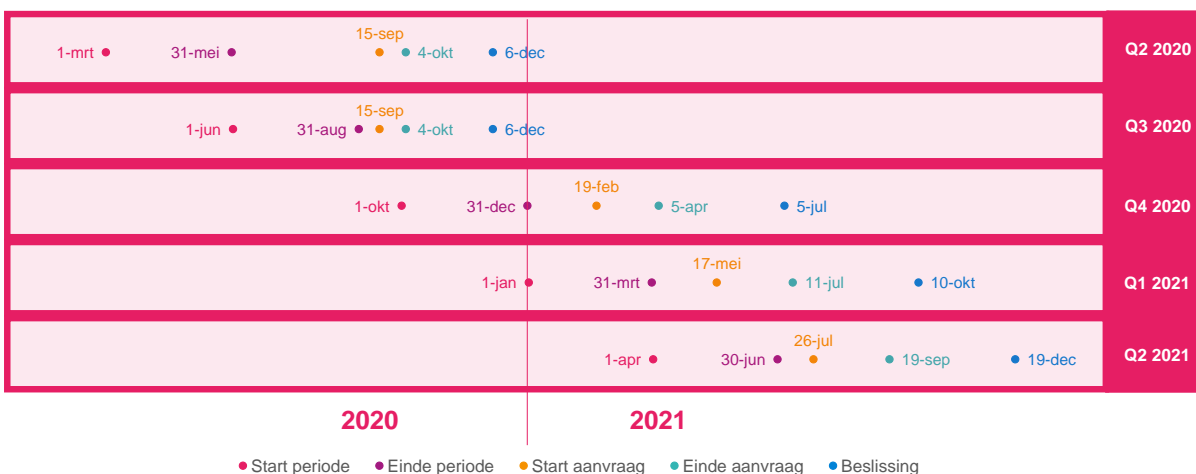 15-sep
1-mrt 31-mei 4-okt 6-dec Q2 2020
15-sep
1-jun 31-aug 4-okt 6-dec Q3 2020
19-feb
1-okt 31-dec 5-apr 5-jul Q4 2020
17-mei
1-jan 31-mrt 11-jul 10-okt Q1 2021
26-jul
1-apr 30-jun 19-sep 19-dec Q2 2021
2020 2021
Start periode Einde periode Start aanvraag Einde aanvraag Beslissing